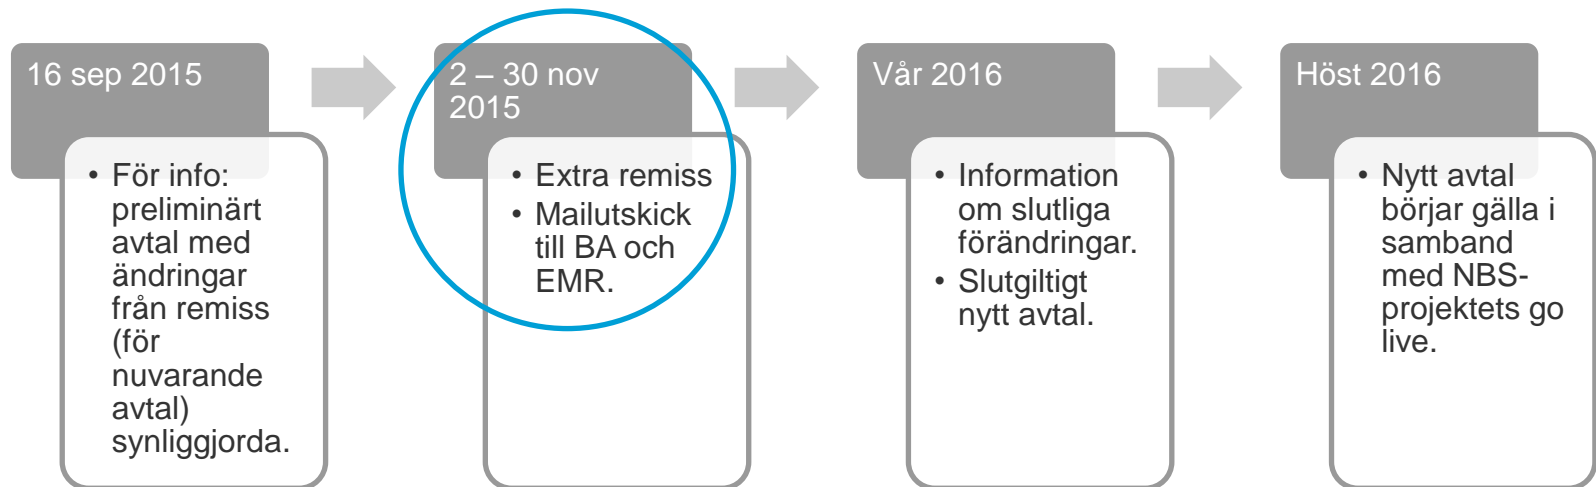 16 sep 2015
• För info:
preliminärt
avtal med
ändringar
från remiss
(för
nuvarande
avtal)
synliggjorda.
2 – 30 nov
2015
• Extra remiss
• Mailutskick
till BA och
EMR.
Vår 2016
• Information
om slutliga
förändringar.
• Slutgiltigt
nytt avtal.
Höst 2016
• Nytt avtal
börjar gälla i
samband
med NBS-
projektets go
live.